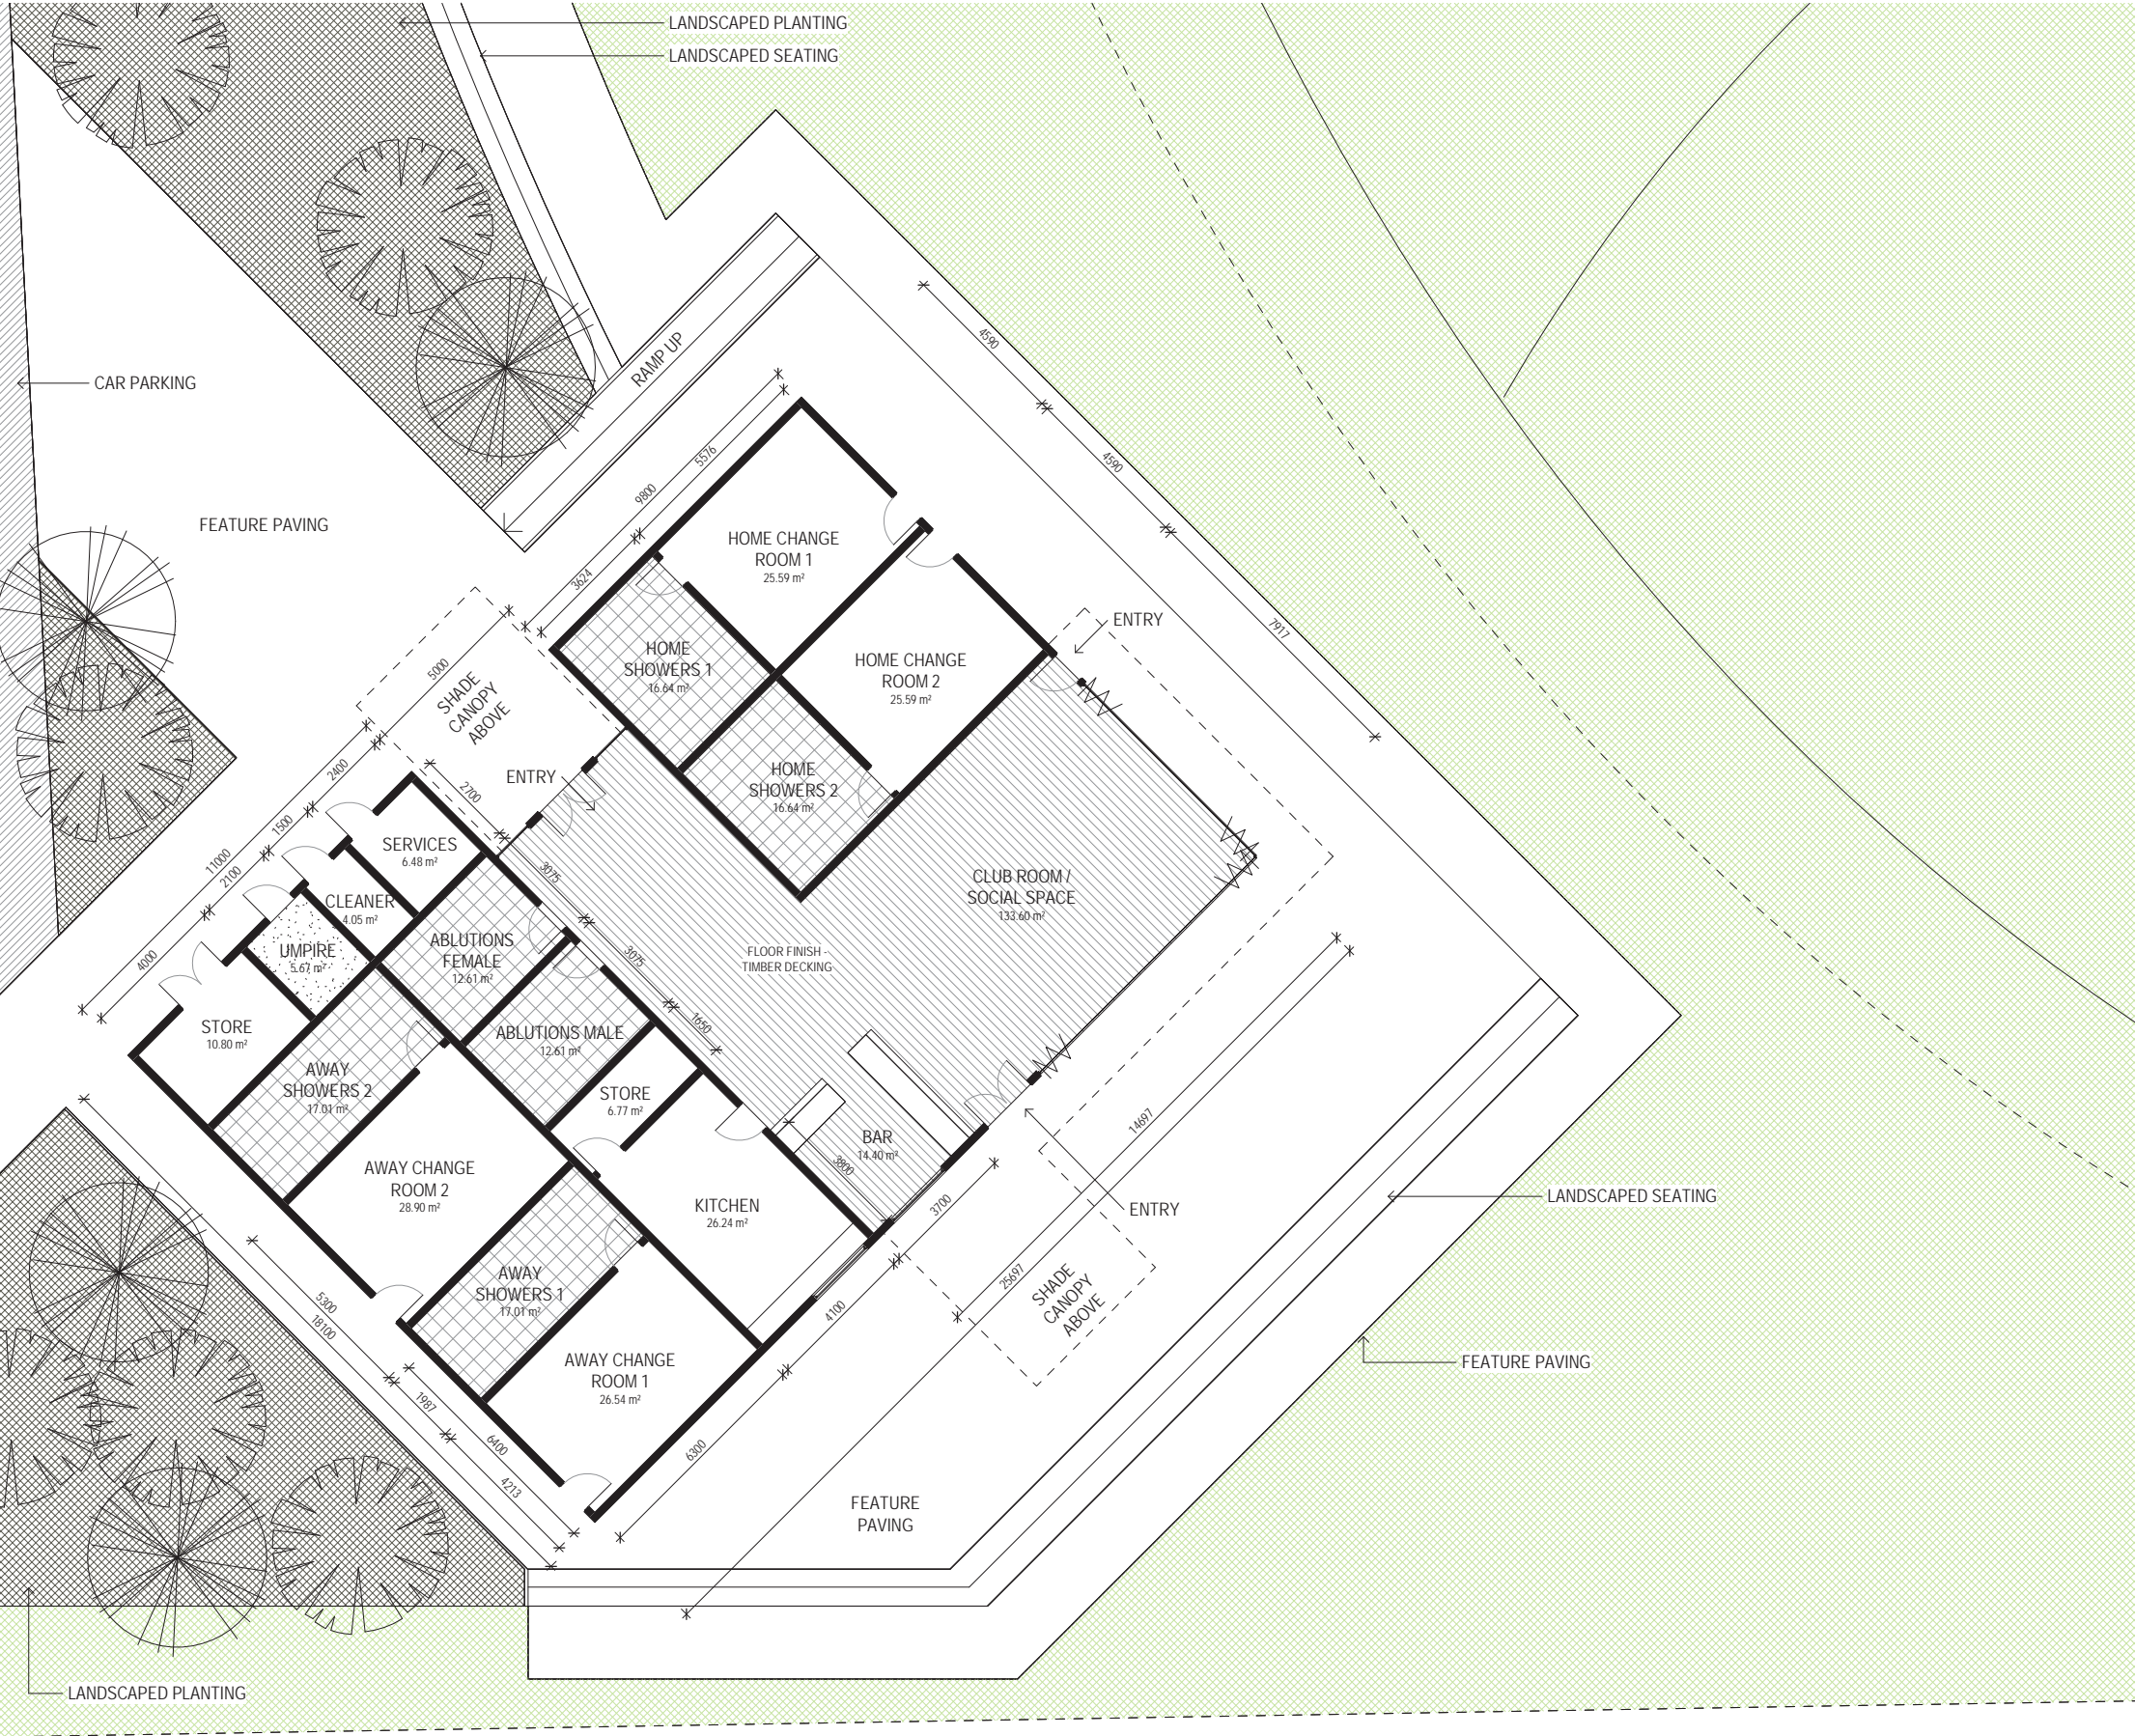 LANDSCAPED PLANTING
LANDSCAPED SEATING
RAMP UP
CAR PARKING
FEATURE PAVING
4590
4590
7917
5576
9800
3624
5000
HOME CHANGE
ROOM 1
25.59 m²
HOME
SHOWERS 1
16.64 m²
HOME CHANGE
ROOM 2
25.59 m²
HOME
SHOWERS 2
16.64 m²
ENTRY
SHADE
CANOPY
ABOVE
ENTRY
2700
2400
1500
11000
2100
4000
SERVICES
6.48 m²
CLEANER
4.05 m²
UMPIRE
5.67 m²
STORE
10.80 m²
3075
3075
1650
ABLUTIONS
FEMALE
12.61 m²
ABLUTIONS MALE
12.61 m²
CLUB ROOM /
SOCIAL SPACE
133.60 m²
FLOOR FINISH -
TIMBER DECKING
AWAY
SHOWERS 2
17.01 m²
STORE
6.77 m²
BAR
14.40 m²
3800
AWAY CHANGE
ROOM 2
28.90 m²
KITCHEN
26.24 m²
AWAY
SHOWERS 1
17.01 m²
AWAY CHANGE
ROOM 1
26.54 m²
14697
3700
25697
4100
6300
ENTRY
SHADE
CANOPY
ABOVE
LANDSCAPED SEATING
FEATURE PAVING
5300
18100
1987
6400
4213
FEATURE
PAVING
LANDSCAPED PLANTING